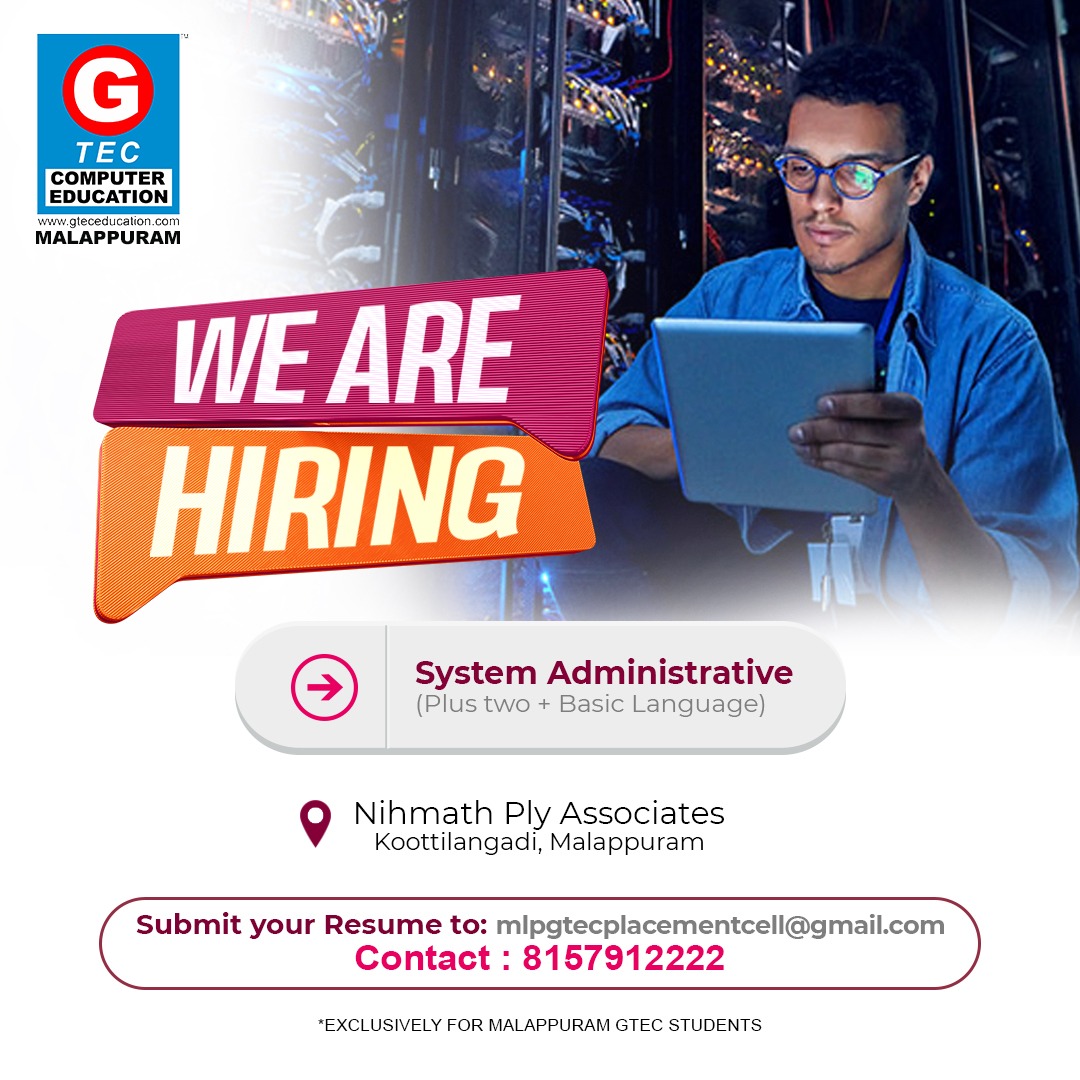 G
TEC
COMPUTER
EDUCATION
www.gteceducation.com
MALAPPURAM
TM
WE ARE
HIRING
System Administrative
(Plus two + Basic Language)
Nihmath Ply Associates
Koottilangadi, Malappuram
Submit your Resume to: mlpgtecplacementcell@gmail.com
Contact : 8157912222
*EXCLUSIVELY FOR MALAPPURAM GTEC STUDENTS